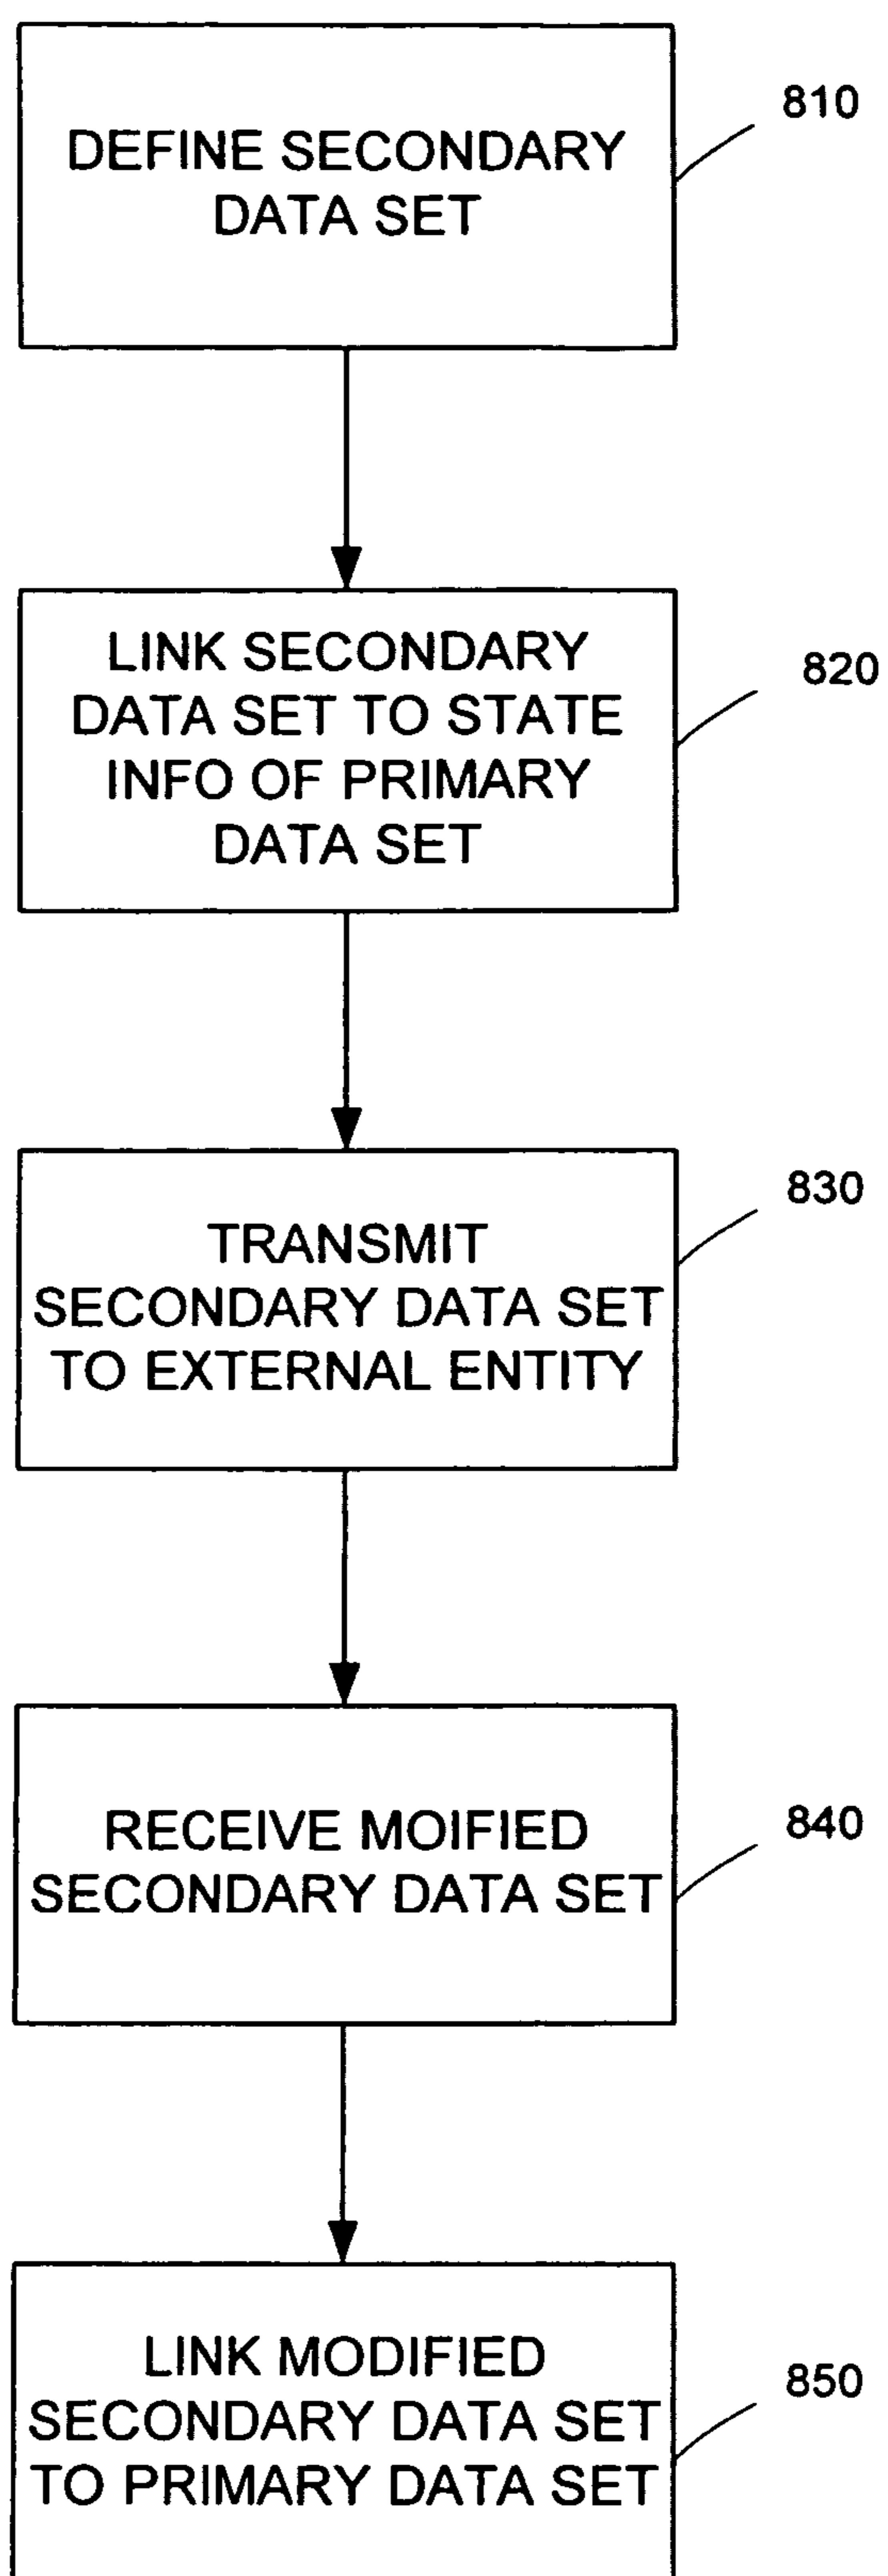 DEFINE SECONDARY
DATA SET
810
LINK SECONDARY
DATA SET TO STATE
INFO OF PRIMARY
DATA SET
820
TRANSMIT
SECONDARY DATA SET
TO EXTERNAL ENTITY
830
RECEIVE MOIFIED
SECONDARY DATA SET
840
LINK MODIFIED
SECONDARY DATA SET
TO PRIMARY DATA SET
850